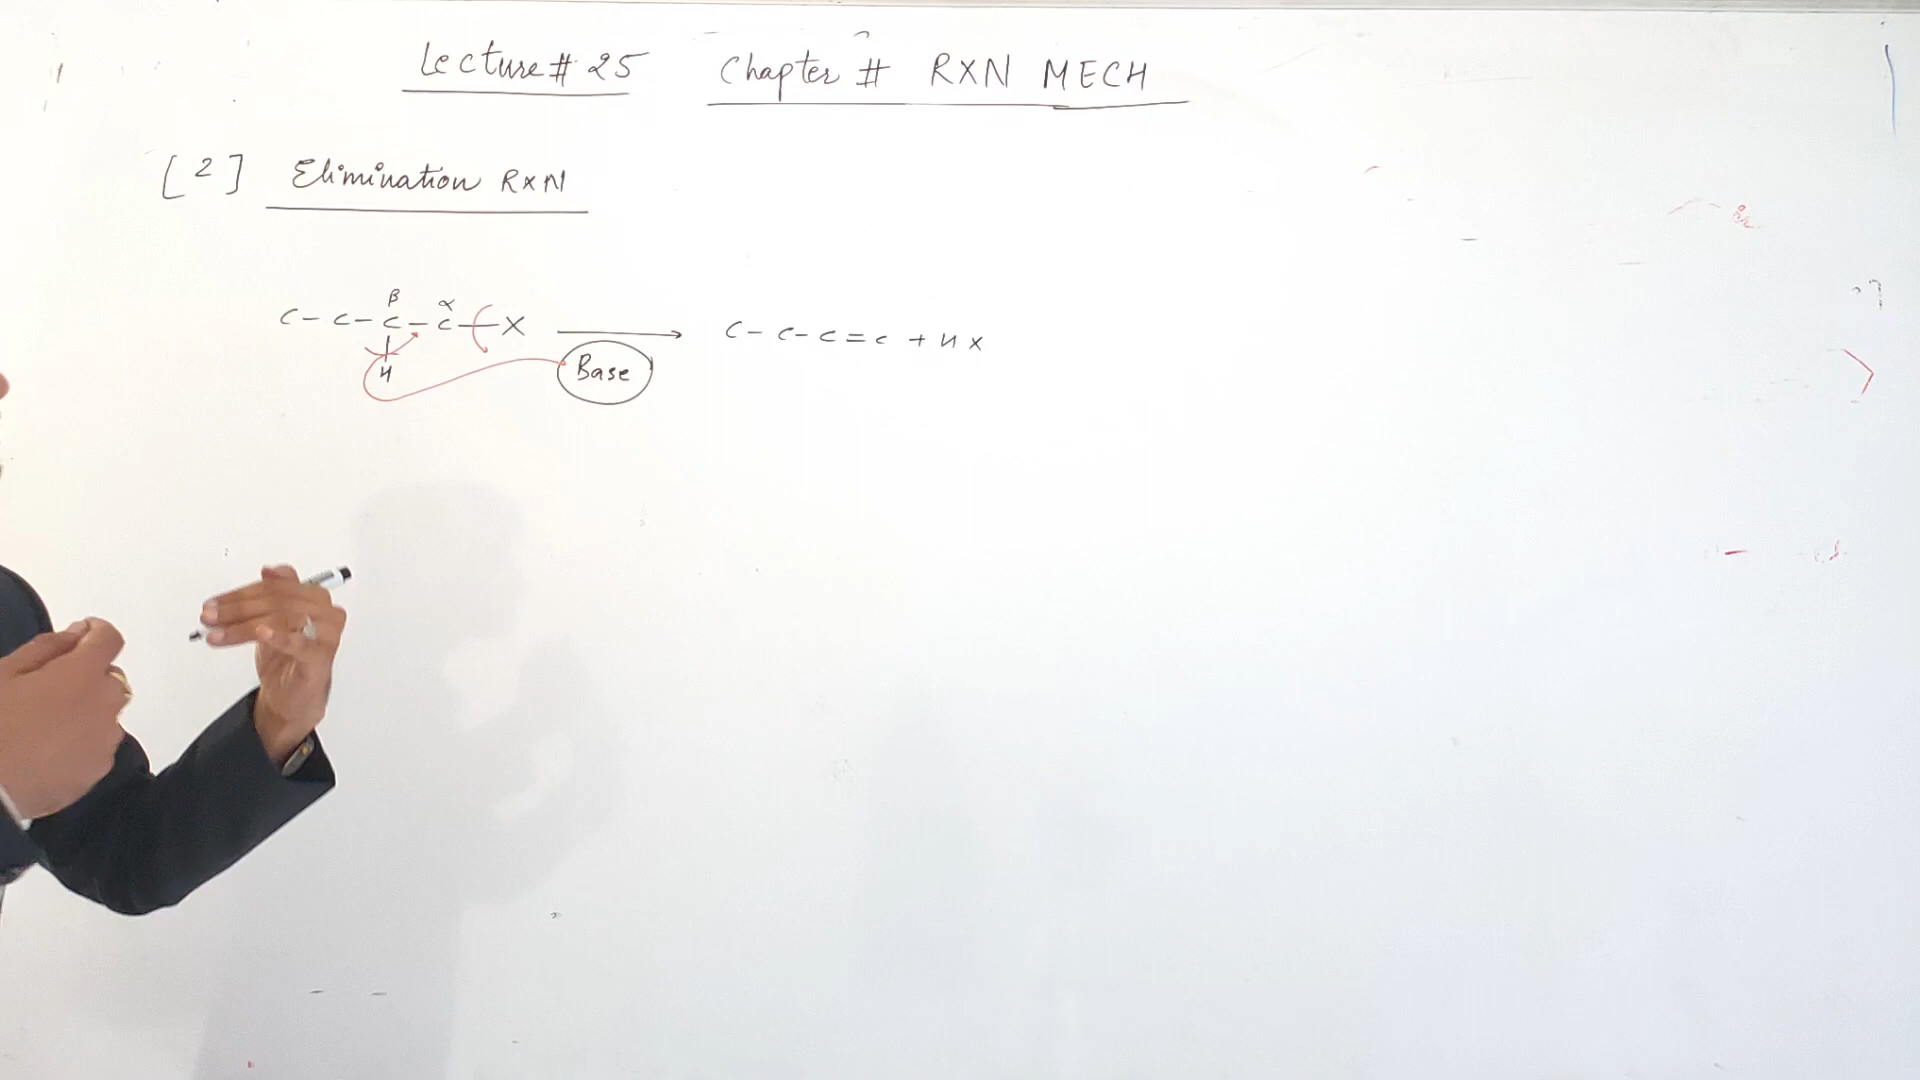 Lecture # 25 Chapter # RXN MECH
[2] Elimination RXN
β α
C - C - C - C - X → C - C - C = C + HX
H Base